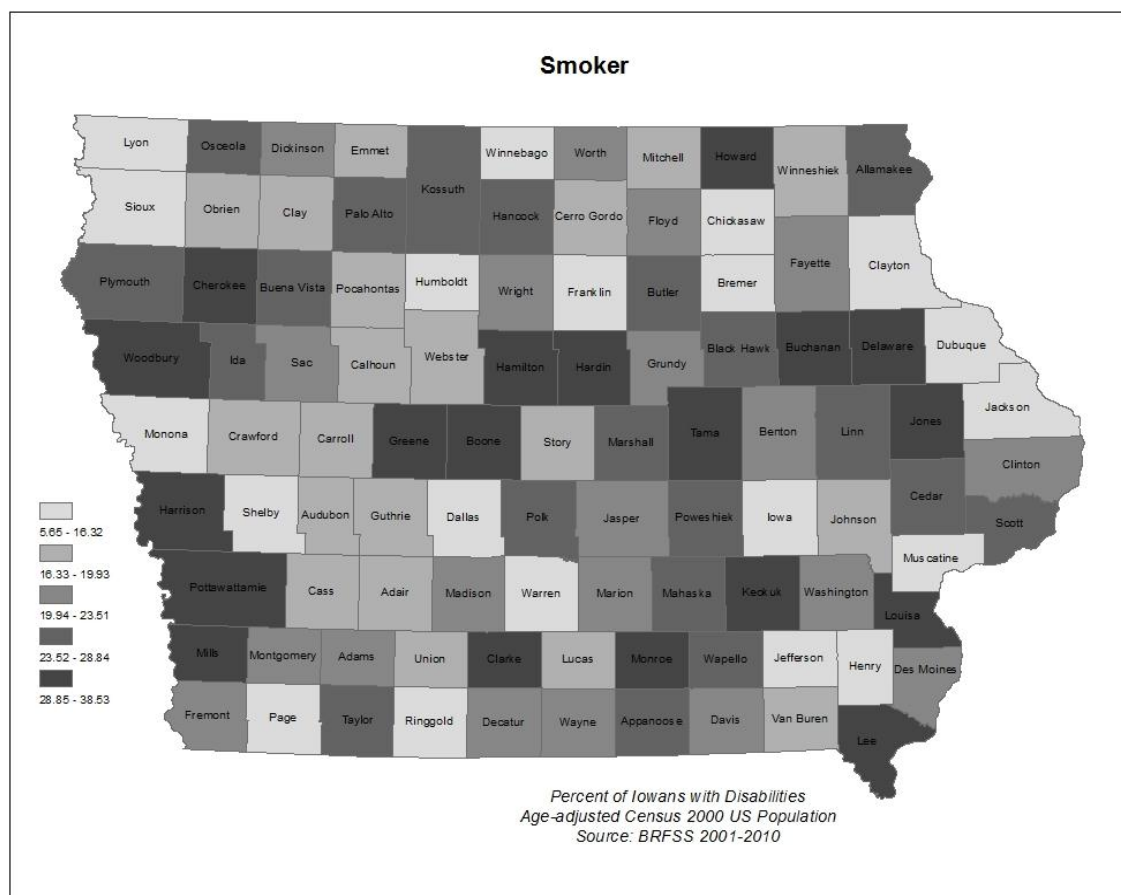 Smoker
Lyon Osceola Dickinson Emmet Kossuth Winnebago Worth Mitchell Howard Winneshiek Allamakee
Sioux Obrien Clay Palo Alto Hancock Cerro Gordo Floyd Chickasaw
Plymouth Cherokee Buena Vista Pocahontas Humboldt Wright Franklin Butler Bremer Fayette Clayton
Woodbury Ida Sac Calhoun Webster Hamilton Hardin Grundy Black Hawk Buchanan Delaware Dubuque
Monona Crawford Carroll Greene Boone Story Marshall Tama Benton Linn Jones Jackson
Clinton
Harrison Shelby Audubon Guthrie Dallas Polk Jasper Poweshiek Iowa Johnson Cedar Scott
5.65 - 16.32
Muscatine
16.33 - 19.93
Pottawattamie Cass Adair Madison Warren Marion Mahaska Keokuk Washington Louisa
19.94 - 23.51
23.52 - 28.84
Mills Montgomery Adams Union Clarke Lucas Monroe Wapello Jefferson Henry Des Moines
28.85 - 38.53
Fremont Page Taylor Ringgold Decatur Wayne Appanoose Davis Van Buren Lee
Percent of Iowans with Disabilities
Age-adjusted Census 2000 US Population
Source: BRFSS 2001-2010